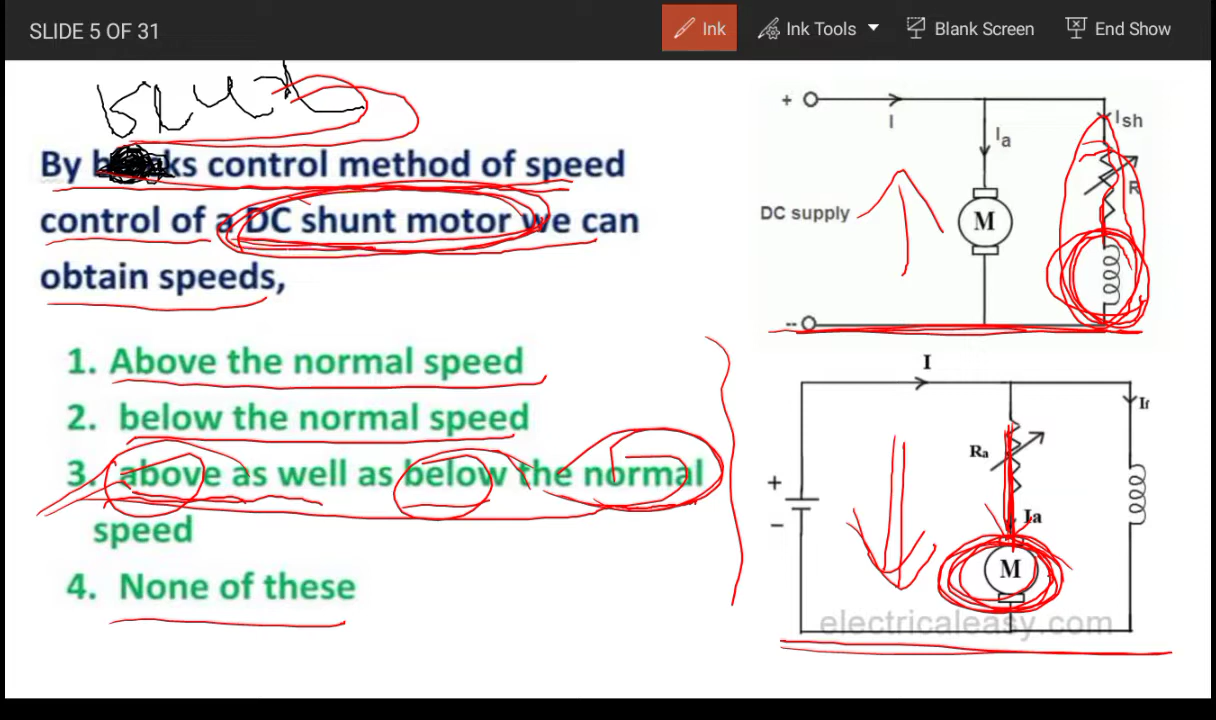 SLIDE 5 OF 31
Ink
Ink Tools
Blank Screen
End Show
By ks control method of speed
control of a DC shunt motor we can
obtain speeds,
1. Above the normal speed
2. below the normal speed
3. above as well as below the normal
speed
4. None of these
+
I
Ish
Ia
R
DC supply
M
--
I
If
Ra
+
Ia
−
M
electricaleasy.com